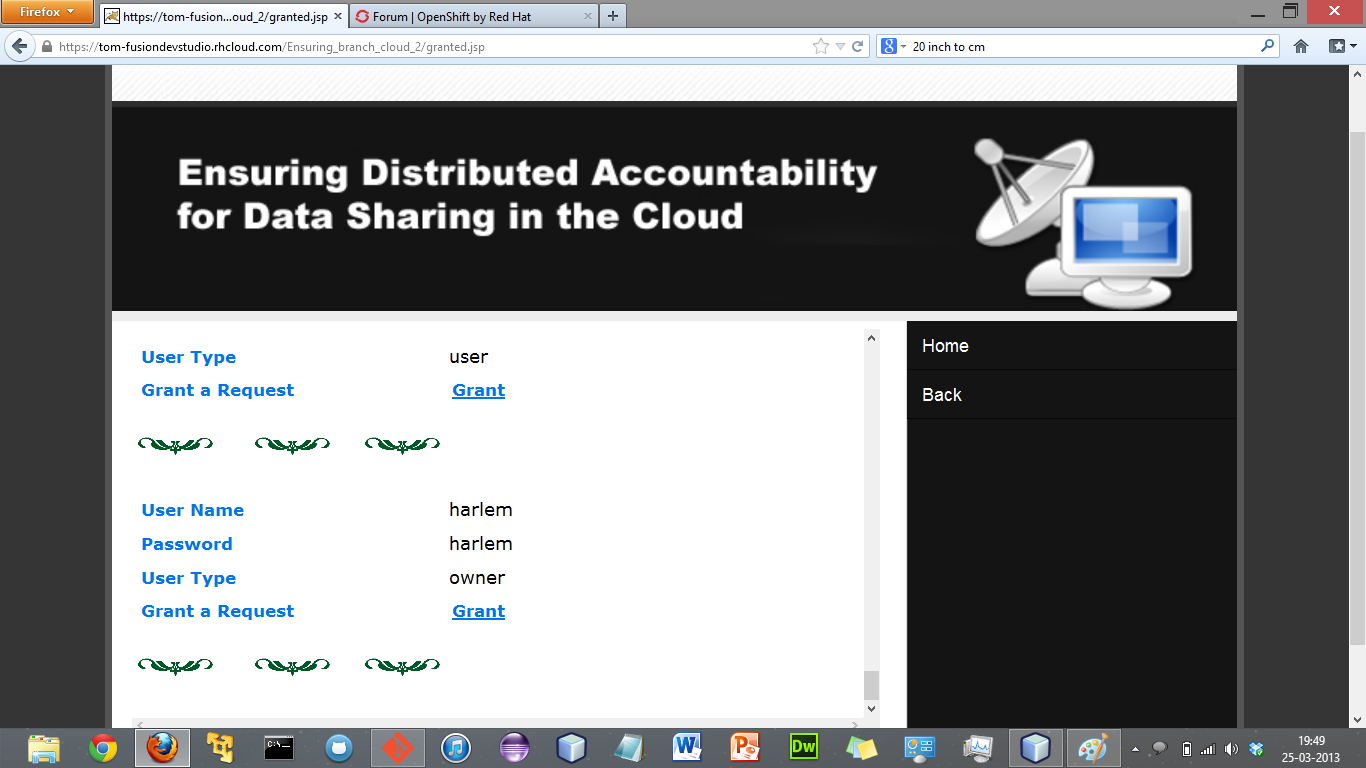 Firefox
https://tom-fusion...oud_2/granted.jsp
Forum | OpenShift by Red Hat
https://tom-fusiondevstudio.rhcloud.com/Ensuring_branch_cloud_2/granted.jsp
20 inch to cm
Ensuring Distributed Accountability
for Data Sharing in the Cloud
Home
Back
User Type user
Grant a Request Grant
User Name harlem
Password harlem
User Type owner
Grant a Request Grant
19:49
25-03-2013